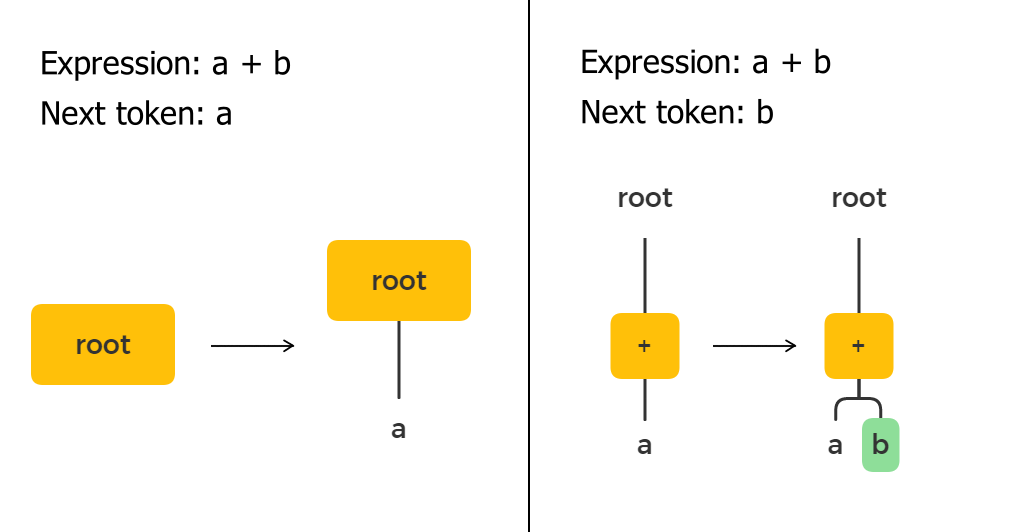 Expression: a + b
Next token: a
root
root
a
Expression: a + b
Next token: b
root
root
+
+
a
a
b